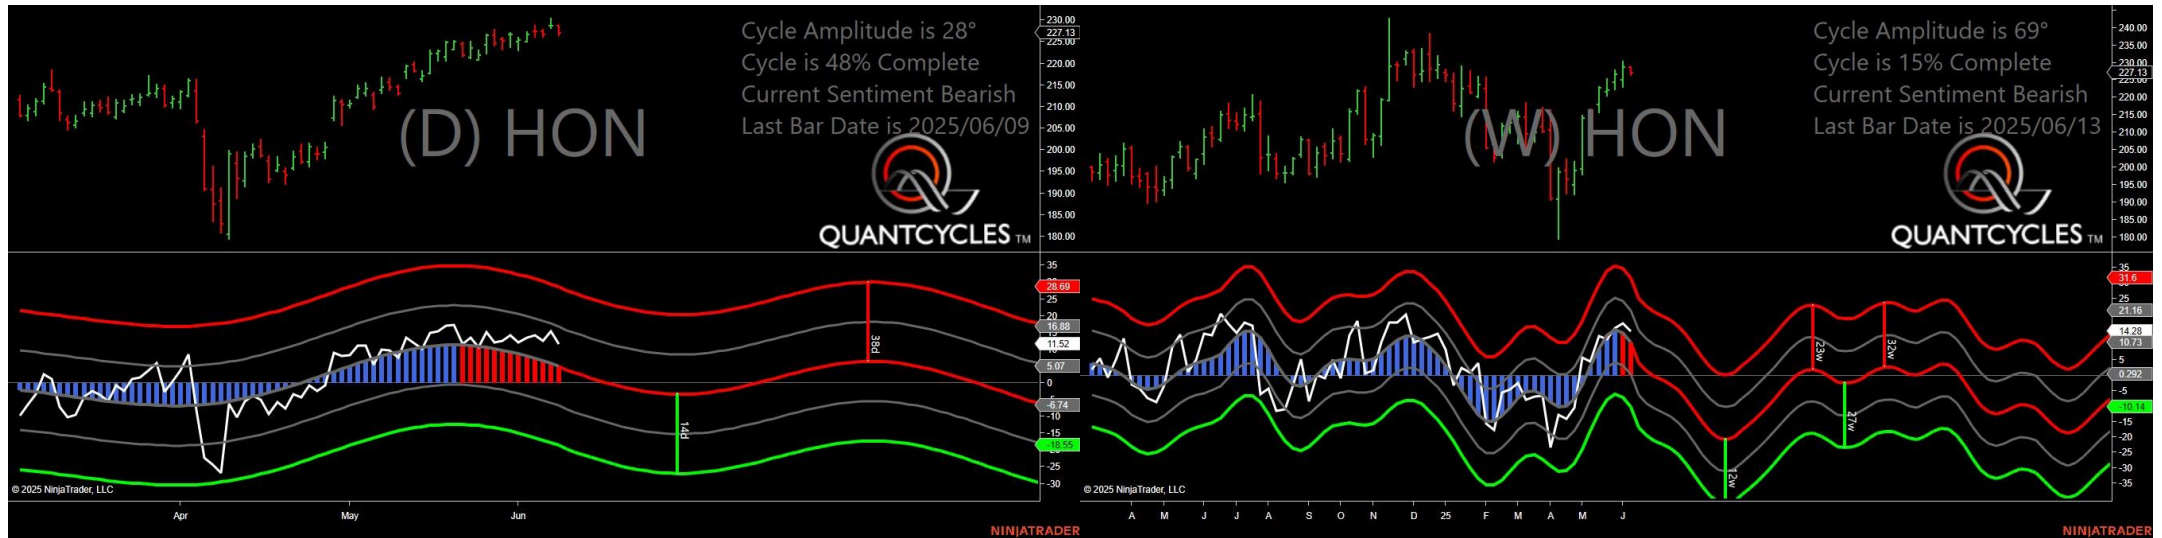 Cycle Amplitude is 28°
Cycle is 48% Complete
Current Sentiment Bearish
Last Bar Date is 2025/06/09
(D) HON
QUANTCYCLES TM
230.00
227.13
225.00
220.00
215.00
210.00
205.00
200.00
195.00
190.00
185.00
180.00
35
28.69
25
20
16.88
11.52
5.07
0
-6.74
-10
-15
-18.55
-25
-30
38d
14d
© 2025 NinjaTrader, LLC
Apr
May
Jun
NINJATRADER
Cycle Amplitude is 69°
Cycle is 15% Complete
Current Sentiment Bearish
Last Bar Date is 2025/06/13
(W) HON
QUANTCYCLES TM
240.00
235.00
230.00
227.13
225.00
220.00
215.00
210.00
205.00
200.00
195.00
190.00
185.00
180.00
35
31.6
25
21.16
14.28
10.73
5
0.292
-5
-10.14
-15
-20
-25
-30
-35
23w
32w
27w
12w
© 2025 NinjaTrader, LLC
A M J J A S O N D 25 F M A M J
NINJATRADER